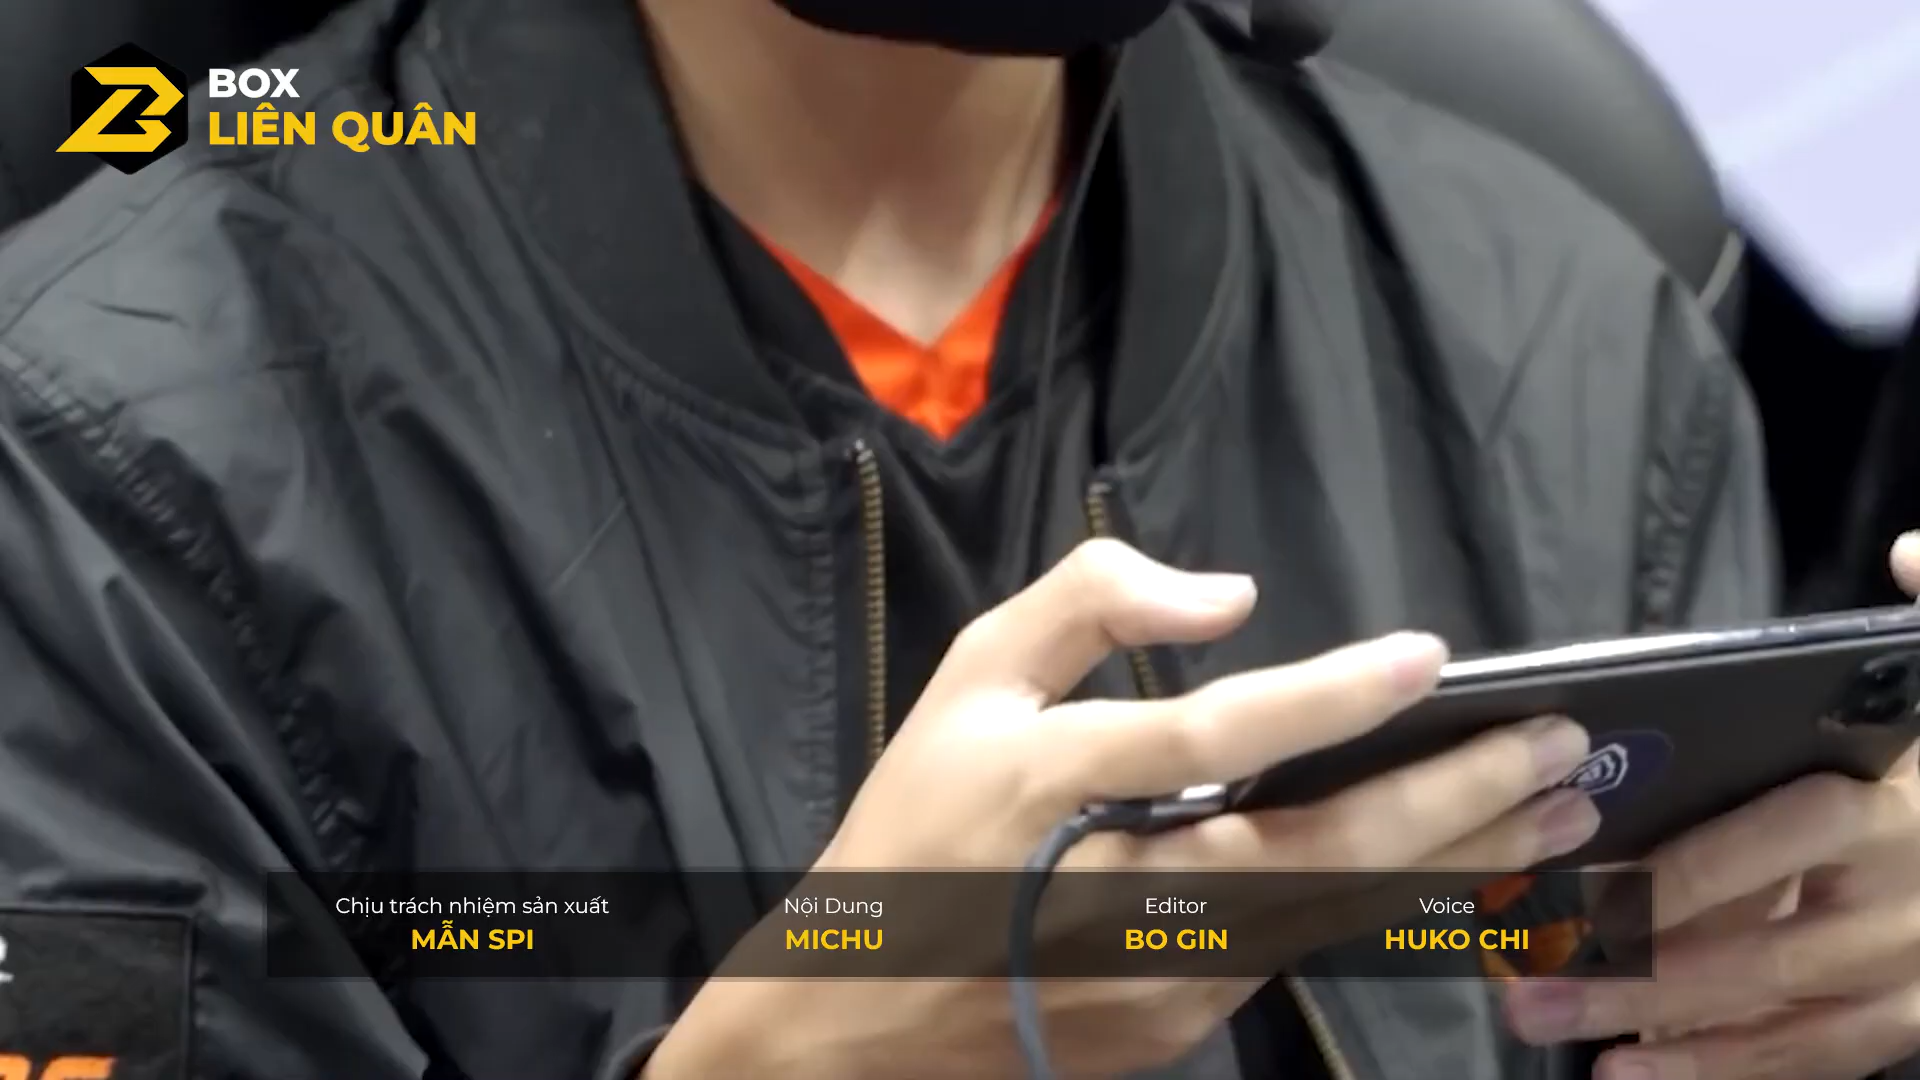 BOX
LIÊN QUÂN
Chịu trách nhiệm sản xuất
MẪN SPI
Nội Dung
MICHU
Editor
BO GIN
Voice
HUKO CHI